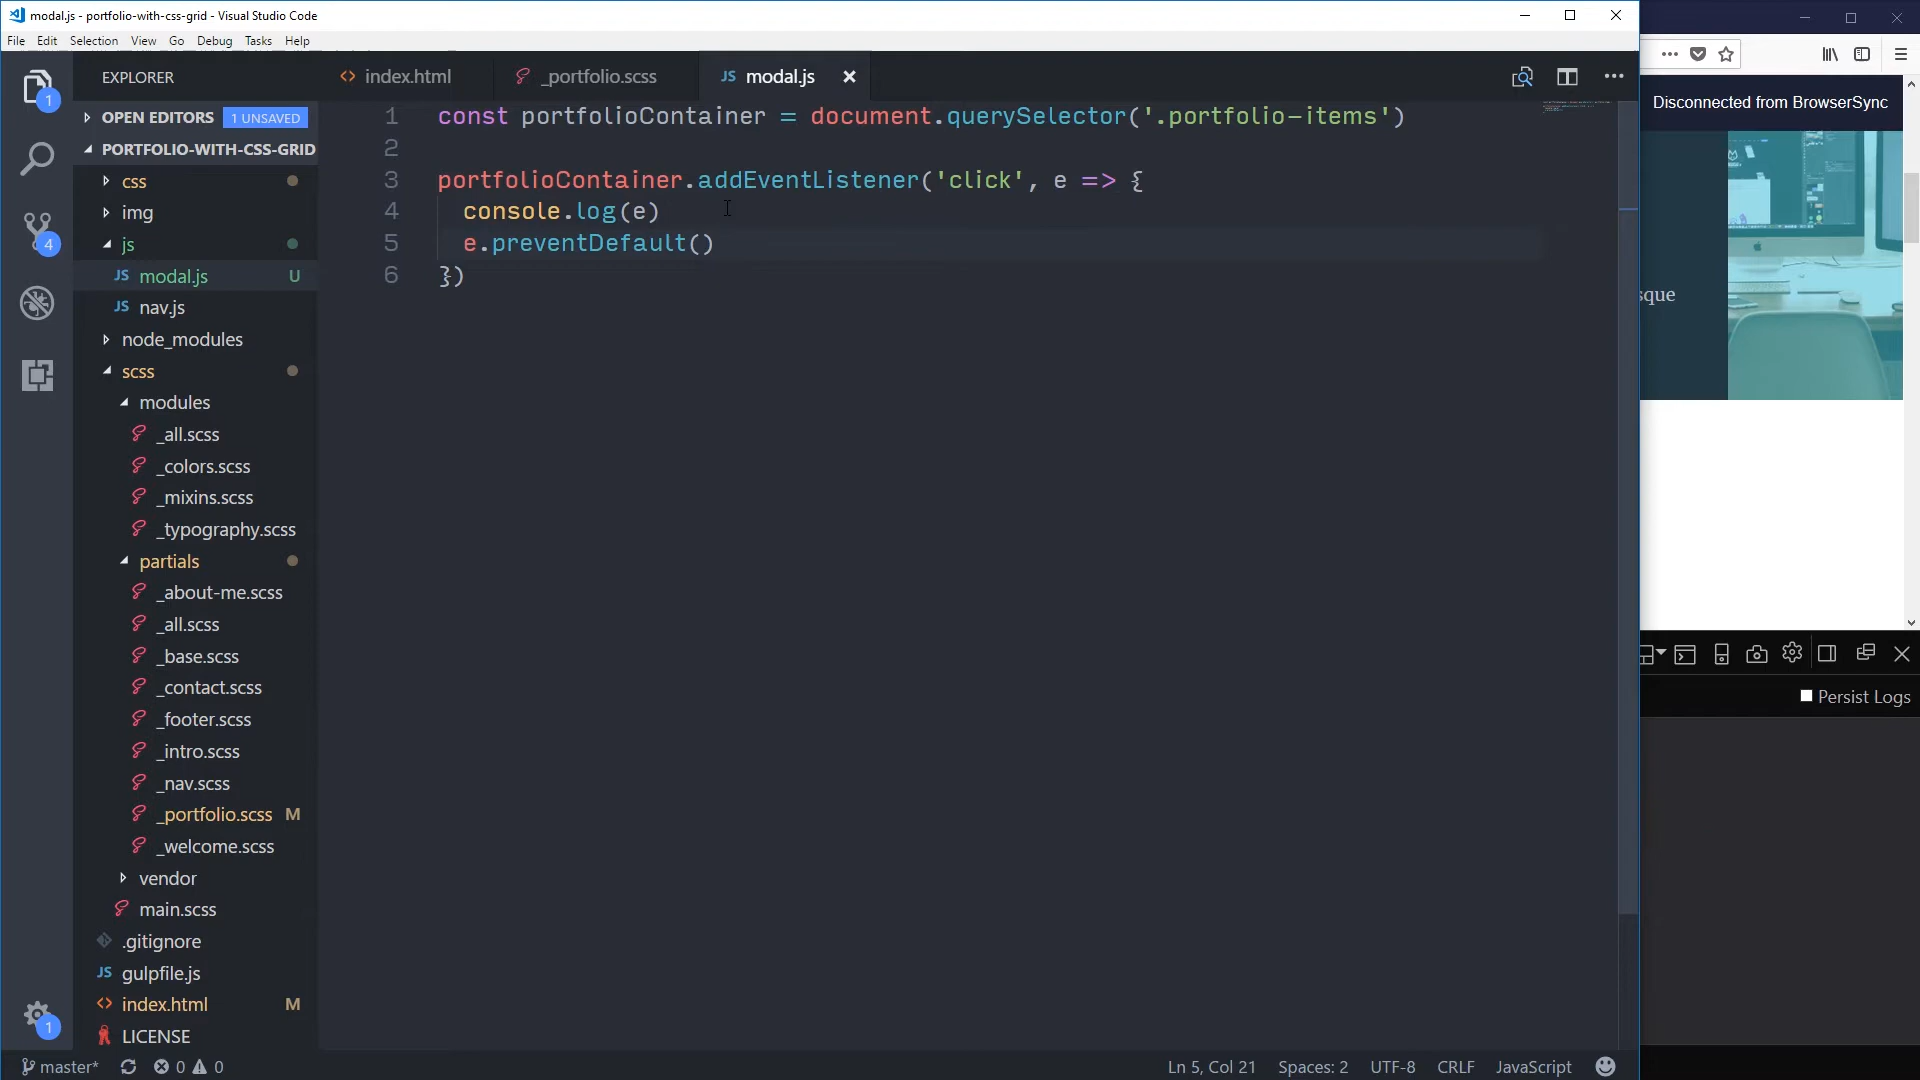 modal.js - portfolio-with-css-grid - Visual Studio Code
File Edit Selection View Go Debug Tasks Help
EXPLORER
index.html
_portfolio.scss
JS modal.js
OPEN EDITORS 1 UNSAVED
PORTFOLIO-WITH-CSS-GRID
css
img
js
JS modal.js U
JS nav.js
node_modules
scss
modules
_all.scss
_colors.scss
_mixins.scss
_typography.scss
partials
_about-me.scss
_all.scss
_base.scss
_contact.scss
_footer.scss
_intro.scss
_nav.scss
_portfolio.scss M
_welcome.scss
vendor
main.scss
.gitignore
JS gulpfile.js
index.html M
LICENSE
1
4
1
1 const portfolioContainer = document.querySelector('.portfolio-items')
2
3 portfolioContainer.addEventListener('click', e => {
4 console.log(e)
5 e.preventDefault()
6 })
Disconnected from BrowserSync
sque
Persist Logs
master* 0 0
Ln 5, Col 21 Spaces: 2 UTF-8 CRLF JavaScript